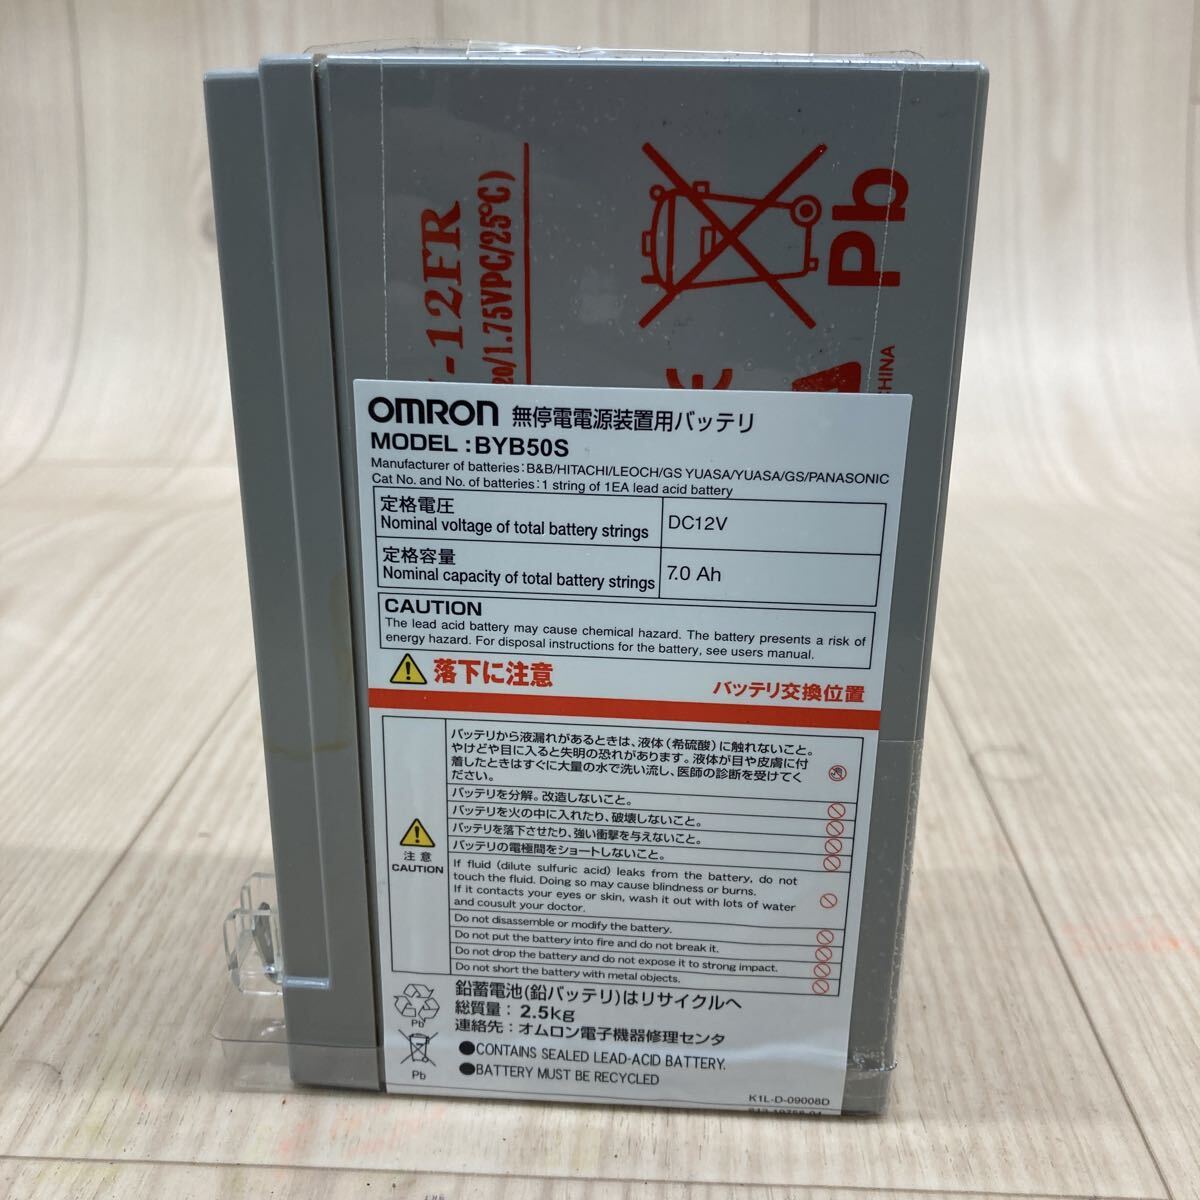 -12FR
20/1.75VPC/25°C)
Pb
CHINA
OMRON 無停電電源装置用バッテリ
MODEL : BYB50S
Manufacturer of batteries:B&B/HITACHI/LEOCH/GS YUASA/YUASA/GS/PANASONIC
Cat No. and No. of batteries:1 string of 1EA lead acid battery
定格電圧
Nominal voltage of total battery strings
DC12V
定格容量
Nominal capacity of total battery strings
7.0 Ah
CAUTION
The lead acid battery may cause chemical hazard. The battery presents a risk of
energy hazard. For disposal instructions for the battery, see users manual.
落下に注意
バッテリ交換位置
バッテリから液漏れがあるときは、液体（希硫酸）に触れないこと。
やけどや目に入ると失明の恐れがあります。液体が目や皮膚に付
着したときはすぐに大量の水で洗い流し、医師の診断を受けてく
ださい。
バッテリを分解。改造しないこと。
バッテリを火の中に入れたり、破壊しないこと。
バッテリを落下させたり、強い衝撃を与えないこと。
バッテリの電極間をショートしないこと。
注意
CAUTION
If fluid (dilute sulfuric acid) leaks from the battery, do not
touch the fluid. Doing so may cause blindness or burns.
If it contacts your eyes or skin, wash it out with lots of water
and cousult your doctor.
Do not disassemble or modify the battery.
Do not put the battery into fire and do not break it.
Do not drop the battery and do not expose it to strong impact.
Do not short the battery with metal objects.
Pb
鉛蓄電池(鉛バッテリ)はリサイクルへ
総質量： 2.5kg
連絡先：オムロン電子機器修理センタ
Pb
●CONTAINS SEALED LEAD-ACID BATTERY.
●BATTERY MUST BE RECYCLED
K1L-D-09008D